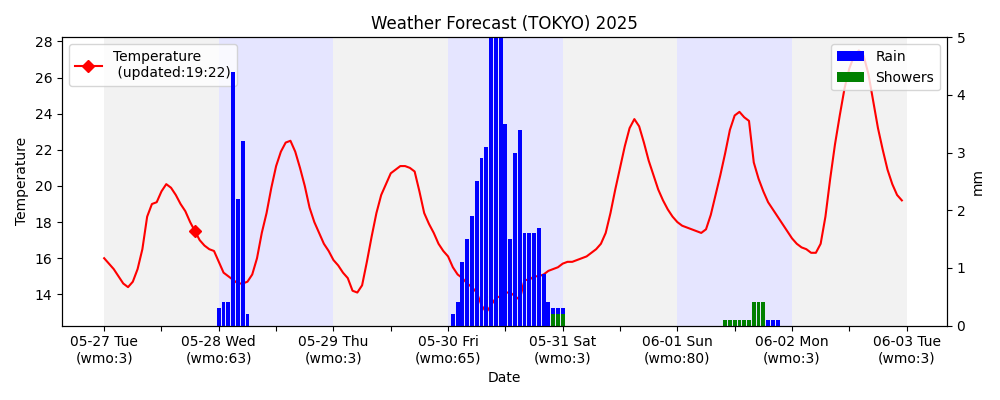 Weather Forecast (TOKYO) 2025
Temperature
(updated:19:22)
Rain
Showers
28
26
24
22
20
18
16
14
Temperature
5
4
3
2
1
0
mm
05-27 Tue
(wmo:3)
05-28 Wed
(wmo:63)
05-29 Thu
(wmo:3)
05-30 Fri
(wmo:65)
05-31 Sat
(wmo:3)
06-01 Sun
(wmo:80)
06-02 Mon
(wmo:3)
06-03 Tue
(wmo:3)
Date